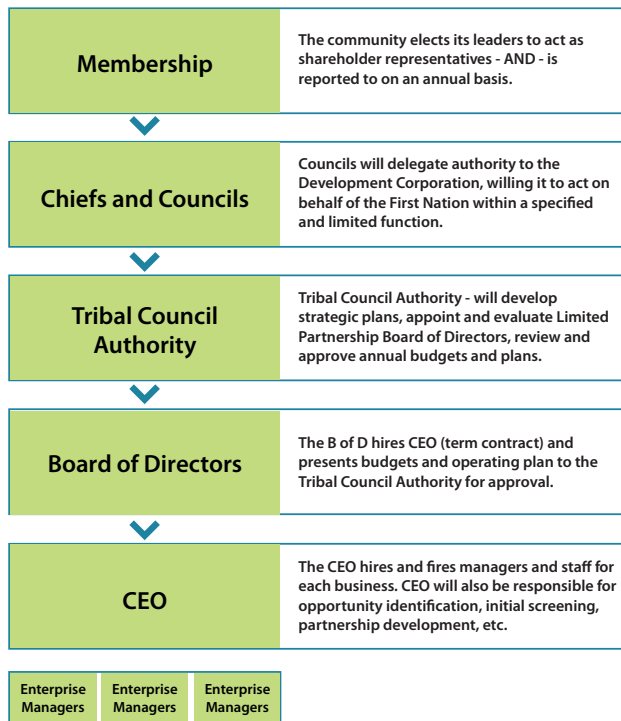 Membership
The community elects its leaders to act as
shareholder representatives - AND - is
reported to on an annual basis.
Chiefs and Councils
Councils will delegate authority to the
Development Corporation, willing it to act on
behalf of the First Nation within a specified
and limited function.
Tribal Council
Authority
Tribal Council Authority - will develop
strategic plans, appoint and evaluate Limited
Partnership Board of Directors, review and
approve annual budgets and plans.
Board of Directors
The B of D hires CEO (term contract) and
presents budgets and operating plan to the
Tribal Council Authority for approval.
CEO
The CEO hires and fires managers and staff for
each business. CEO will also be responsible for
opportunity identification, initial screening,
partnership development, etc.
Enterprise
Managers
Enterprise
Managers
Enterprise
Managers